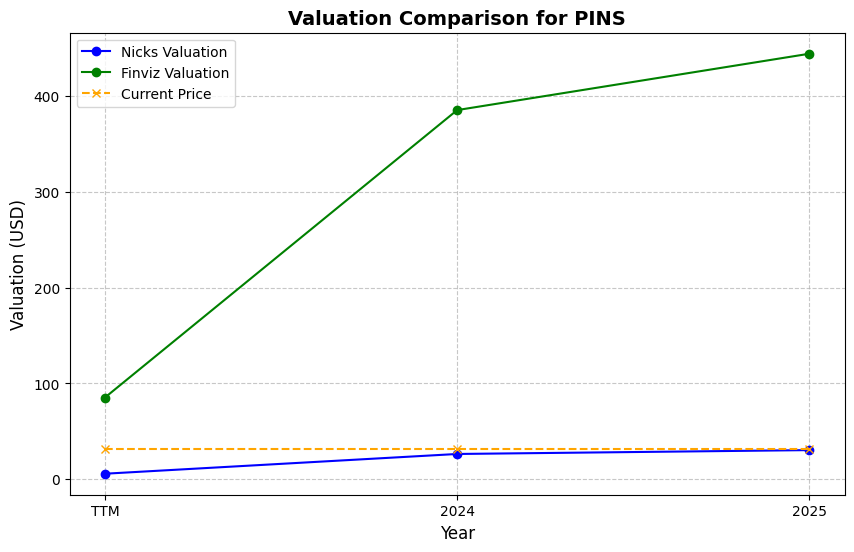 Valuation Comparison for PINS
Nicks Valuation
Finviz Valuation
Current Price
Valuation (USD)
400
300
200
100
0
TTM 2024 2025
Year